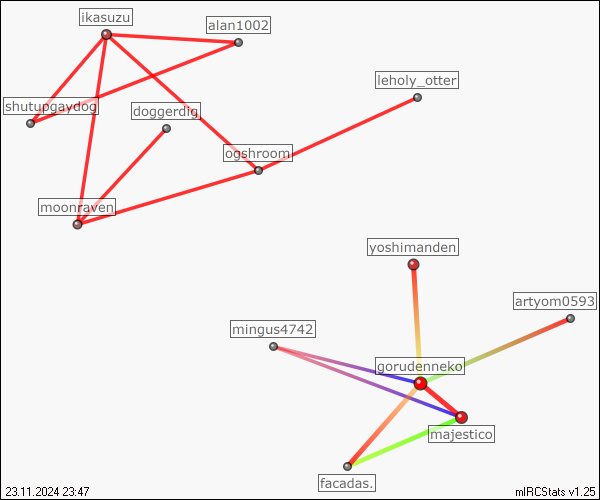 ikasuzu
alan1002
leholy_otter
shutupgaydog
doggerdig
ogshroom
moonraven
yoshimanden
artyom0593
mingus4742
gorudenneko
majestico
facadas.
23.11.2024 23:47
mIRCStats v1.25